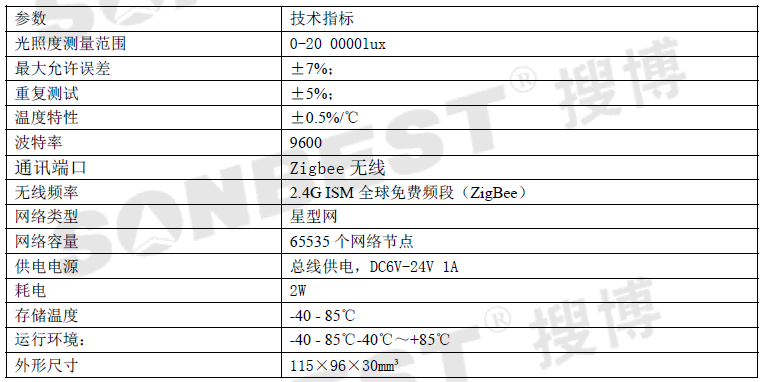 参数 技术指标
光照度测量范围 0-20 0000lux
最大允许误差 ±7%;
重复测试 ±5%;
温度特性 ±0.5%/℃
波特率 9600
通讯端口 Zigbee 无线
无线频率 2.4G ISM 全球免费频段（ZigBee）
网络类型 星型网
网络容量 65535 个网络节点
供电电源 总线供电，DC6V-24V 1A
耗电 2W
存储温度 -40 - 85℃
运行环境： -40 - 85℃-40℃～+85℃
外形尺寸 115×96×30mm³
SONBEST® 搜博
® 搜博